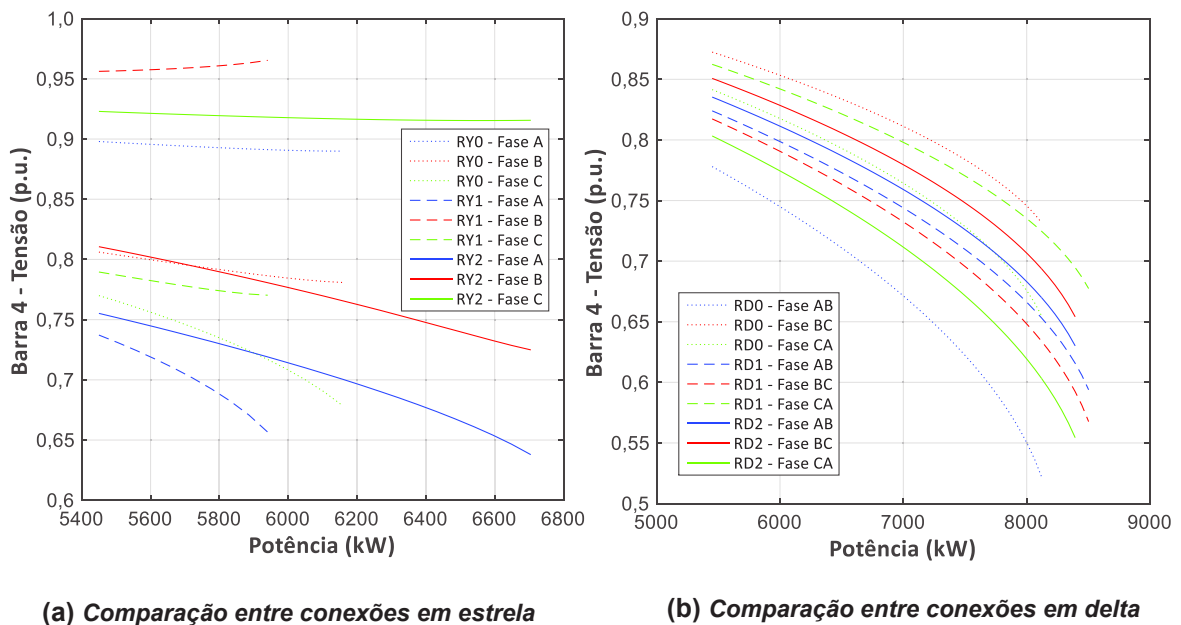 1,0
0,95
0,9
0,85
0,8
0,75
0,7
0,65
0,6
Barra 4 - Tensão (p.u.)
5400 5600 5800 6000 6200 6400 6600 6800
Potência (kW)
RY0 - Fase A
RY0 - Fase B
RY0 - Fase C
RY1 - Fase A
RY1 - Fase B
RY1 - Fase C
RY2 - Fase A
RY2 - Fase B
RY2 - Fase C
(a) Comparação entre conexões em estrela
0,9
0,85
0,8
0,75
0,7
0,65
0,6
0,55
0,5
Barra 4 - Tensão (p.u.)
5000 6000 7000 8000 9000
Potência (kW)
RD0 - Fase AB
RD0 - Fase BC
RD0 - Fase CA
RD1 - Fase AB
RD1 - Fase BC
RD1 - Fase CA
RD2 - Fase AB
RD2 - Fase BC
RD2 - Fase CA
(b) Comparação entre conexões em delta